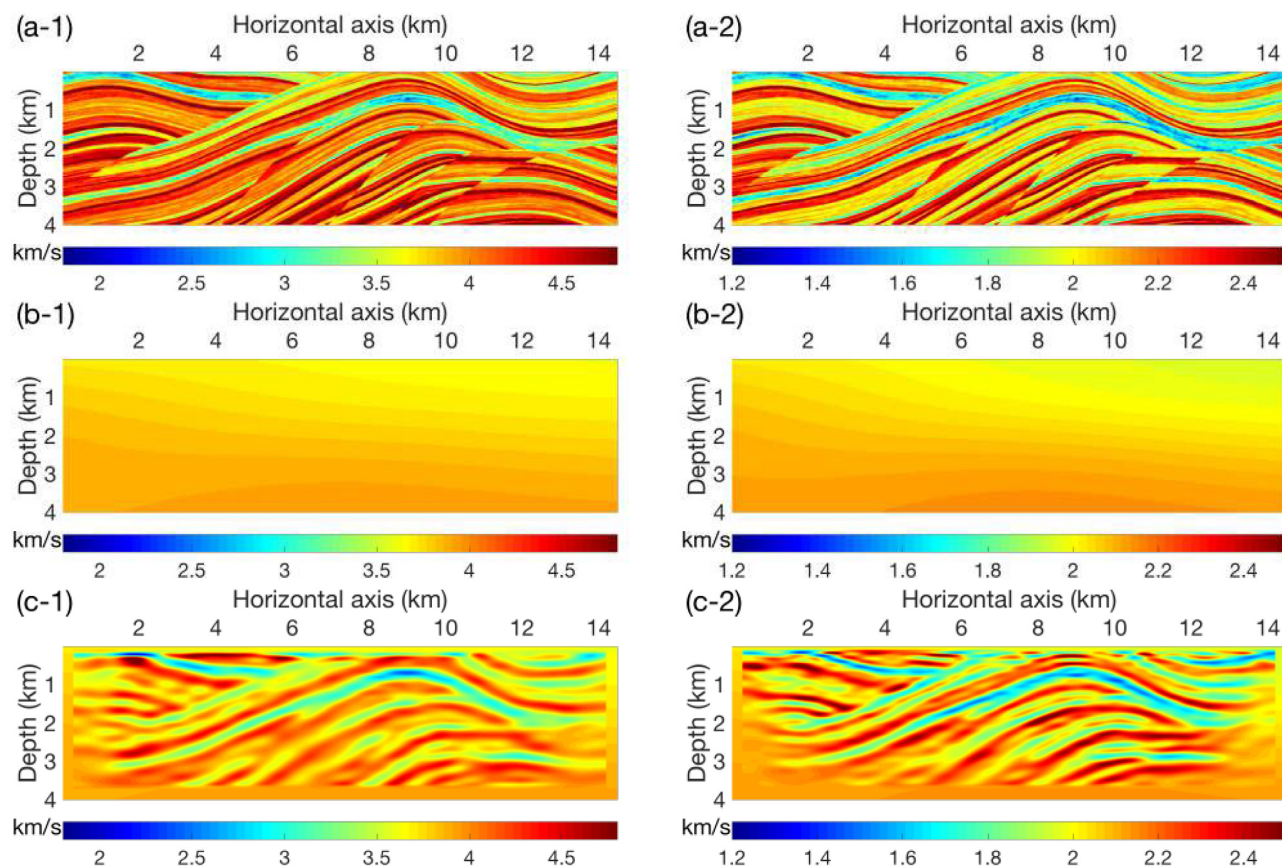 (a-1) Horizontal axis (km)
2 4 6 8 10 12 14
Depth (km)
1
2
3
4
km/s
2 2.5 3 3.5 4 4.5
(a-2) Horizontal axis (km)
2 4 6 8 10 12 14
Depth (km)
1
2
3
4
km/s
1.2 1.4 1.6 1.8 2 2.2 2.4
(b-1) Horizontal axis (km)
2 4 6 8 10 12 14
Depth (km)
1
2
3
4
km/s
2 2.5 3 3.5 4 4.5
(b-2) Horizontal axis (km)
2 4 6 8 10 12 14
Depth (km)
1
2
3
4
km/s
1.2 1.4 1.6 1.8 2 2.2 2.4
(c-1) Horizontal axis (km)
2 4 6 8 10 12 14
Depth (km)
1
2
3
4
km/s
2 2.5 3 3.5 4 4.5
(c-2) Horizontal axis (km)
2 4 6 8 10 12 14
Depth (km)
1
2
3
4
km/s
1.2 1.4 1.6 1.8 2 2.2 2.4